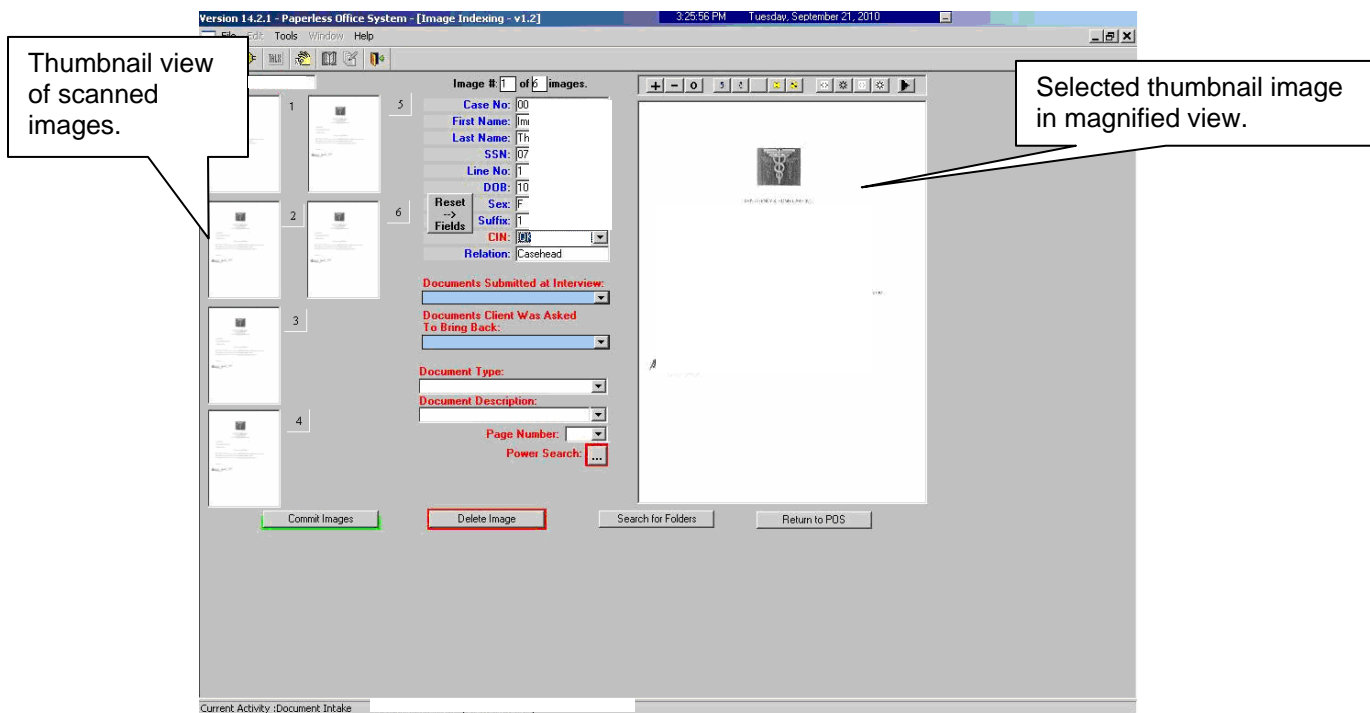 Version 14.2.1 - Paperless Office System - [Image Indexing - v1.2]
3:25:56 PM Tuesday, September 21, 2010
File Edit Tools Window Help
Thumbnail view
of scanned
images.
Selected thumbnail image
in magnified view.
Image #: 1 of 6 images.
1
5
2
6
3
4
Case No: 00
First Name:
Last Name: Th
SSN: 07
Line No: 1
DOB: 10
Sex: F
Suffix: 1
Reset
-->
Fields
CIN:
Relation: Casehead
Documents Submitted at Interview:
Documents Client Was Asked
To Bring Back:
Document Type:
Document Description:
Page Number:
Power Search: ...
Commit Images
Delete Image
Search for Folders
Return to POS
Current Activity :Document Intake